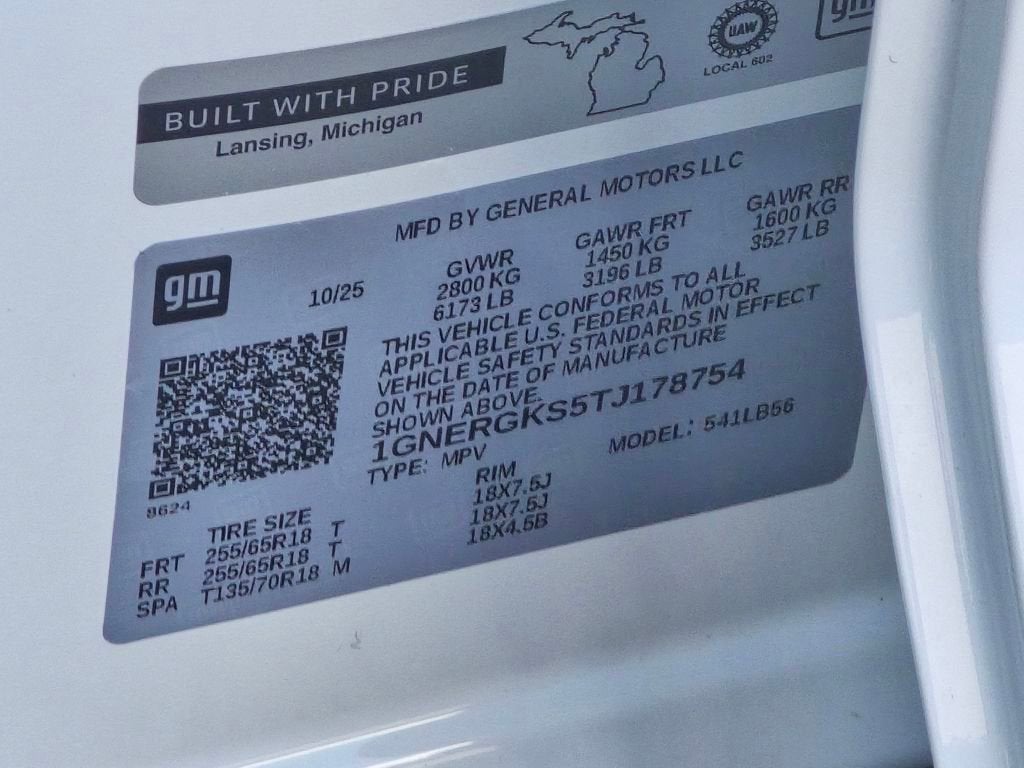 BUILT WITH PRIDE
Lansing, Michigan
UAW
LOCAL 602
gm
MFD BY GENERAL MOTORS LLC
gm
10/25
GVWR
2800 KG
6173 LB
GAWR FRT
1450 KG
3196 LB
GAWR RR
1600 KG
3527 LB
THIS VEHICLE CONFORMS TO ALL
APPLICABLE U.S. FEDERAL MOTOR
VEHICLE SAFETY STANDARDS IN EFFECT
ON THE DATE OF MANUFACTURE
SHOWN ABOVE.
1GNERGKS5TJ178754
TYPE: MPV
MODEL: 541LB56
8624
TIRE SIZE RIM
FRT 255/65R18 T 18X7.5J
RR 255/65R18 T 18X7.5J
SPA T135/70R18 M 18X4.5B